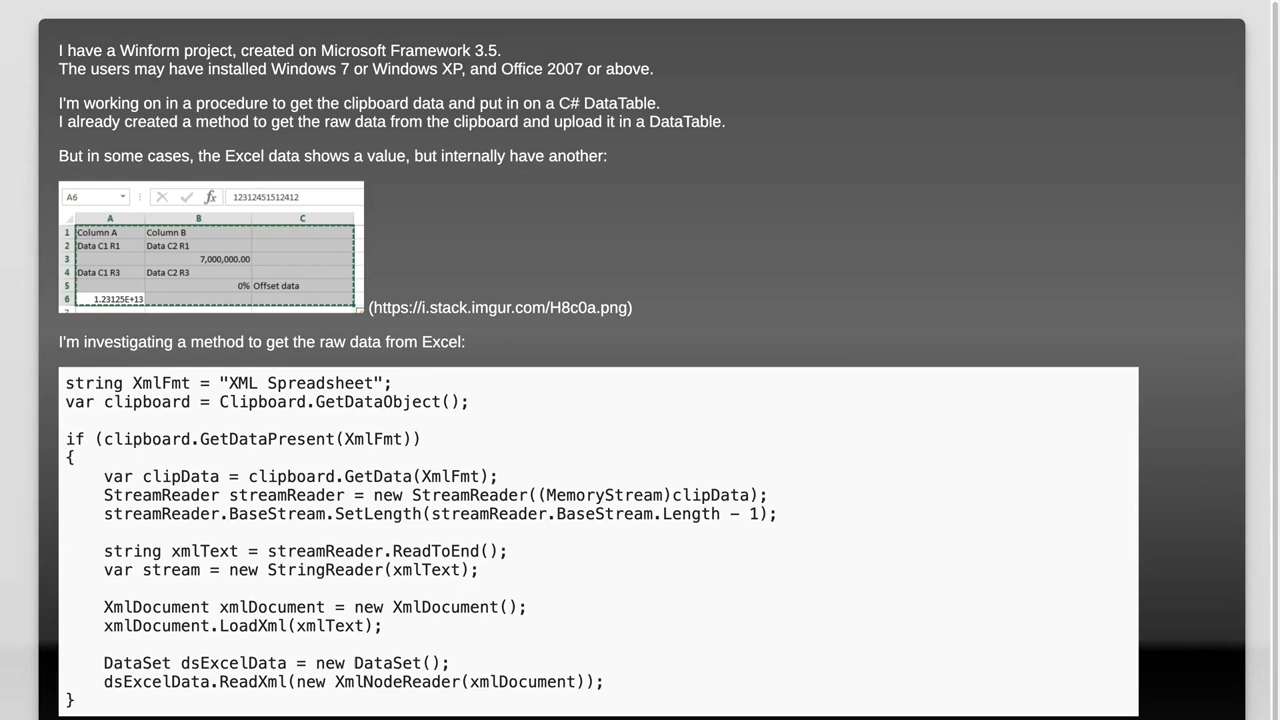 I have a Winform project, created on Microsoft Framework 3.5.
The users may have installed Windows 7 or Windows XP, and Office 2007 or above.
I'm working on in a procedure to get the clipboard data and put in on a C# DataTable.
I already created a method to get the raw data from the clipboard and upload it in a DataTable.
But in some cases, the Excel data shows a value, but internally have another:
A6 fx 12312451512412
A B C
1 Column A Column B
2 Data C1 R1 Data C2 R1
3 7,000,000.00
4 Data C1 R3 Data C2 R3
5 0% Offset data
6 1.23125E+13
(https://i.stack.imgur.com/H8c0a.png)
I'm investigating a method to get the raw data from Excel:
string XmlFmt = "XML Spreadsheet";
var clipboard = Clipboard.GetDataObject();
if (clipboard.GetDataPresent(XmlFmt))
{
    var clipData = clipboard.GetData(XmlFmt);
    StreamReader streamReader = new StreamReader((MemoryStream)clipData);
    streamReader.BaseStream.SetLength(streamReader.BaseStream.Length - 1);
    string xmlText = streamReader.ReadToEnd();
    var stream = new StringReader(xmlText);
    XmlDocument xmlDocument = new XmlDocument();
    xmlDocument.LoadXml(xmlText);
    DataSet dsExcelData = new DataSet();
    dsExcelData.ReadXml(new XmlNodeReader(xmlDocument));
}